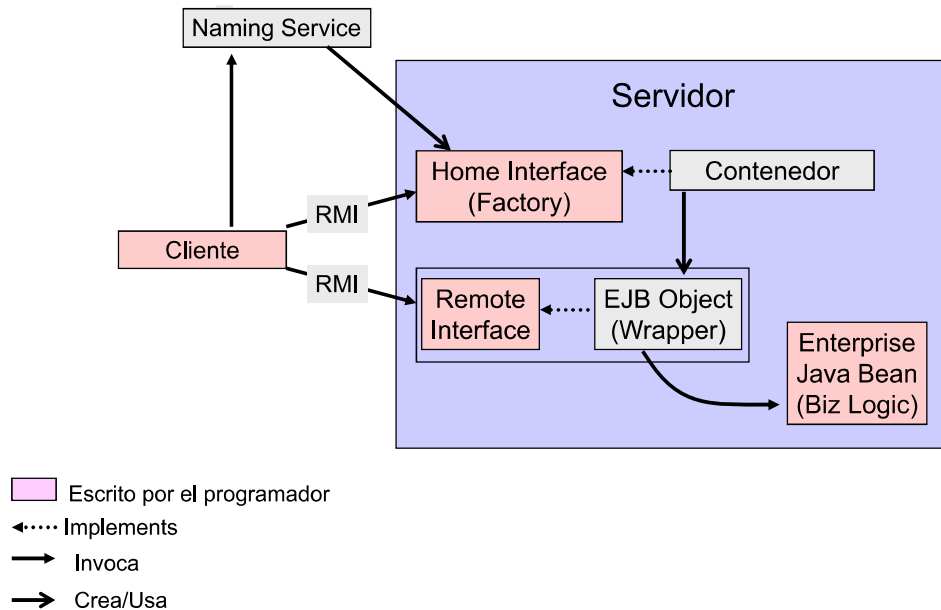 Naming Service
Servidor
Home Interface
(Factory)
Contenedor
RMI
Cliente
RMI
Remote
Interface
EJB Object
(Wrapper)
Enterprise
Java Bean
(Biz Logic)
Escrito por el programador
Implements
Invoca
Crea/Usa